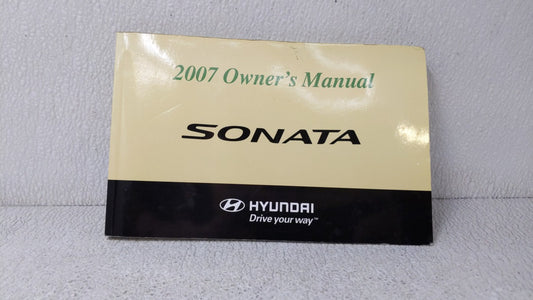 2007 Owner's Manual
SONATA
HYUNDAI
Drive your way™